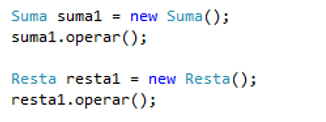 Suma suma1 = new Suma();
suma1.operar();
Resta resta1 = new Resta();
resta1.operar();